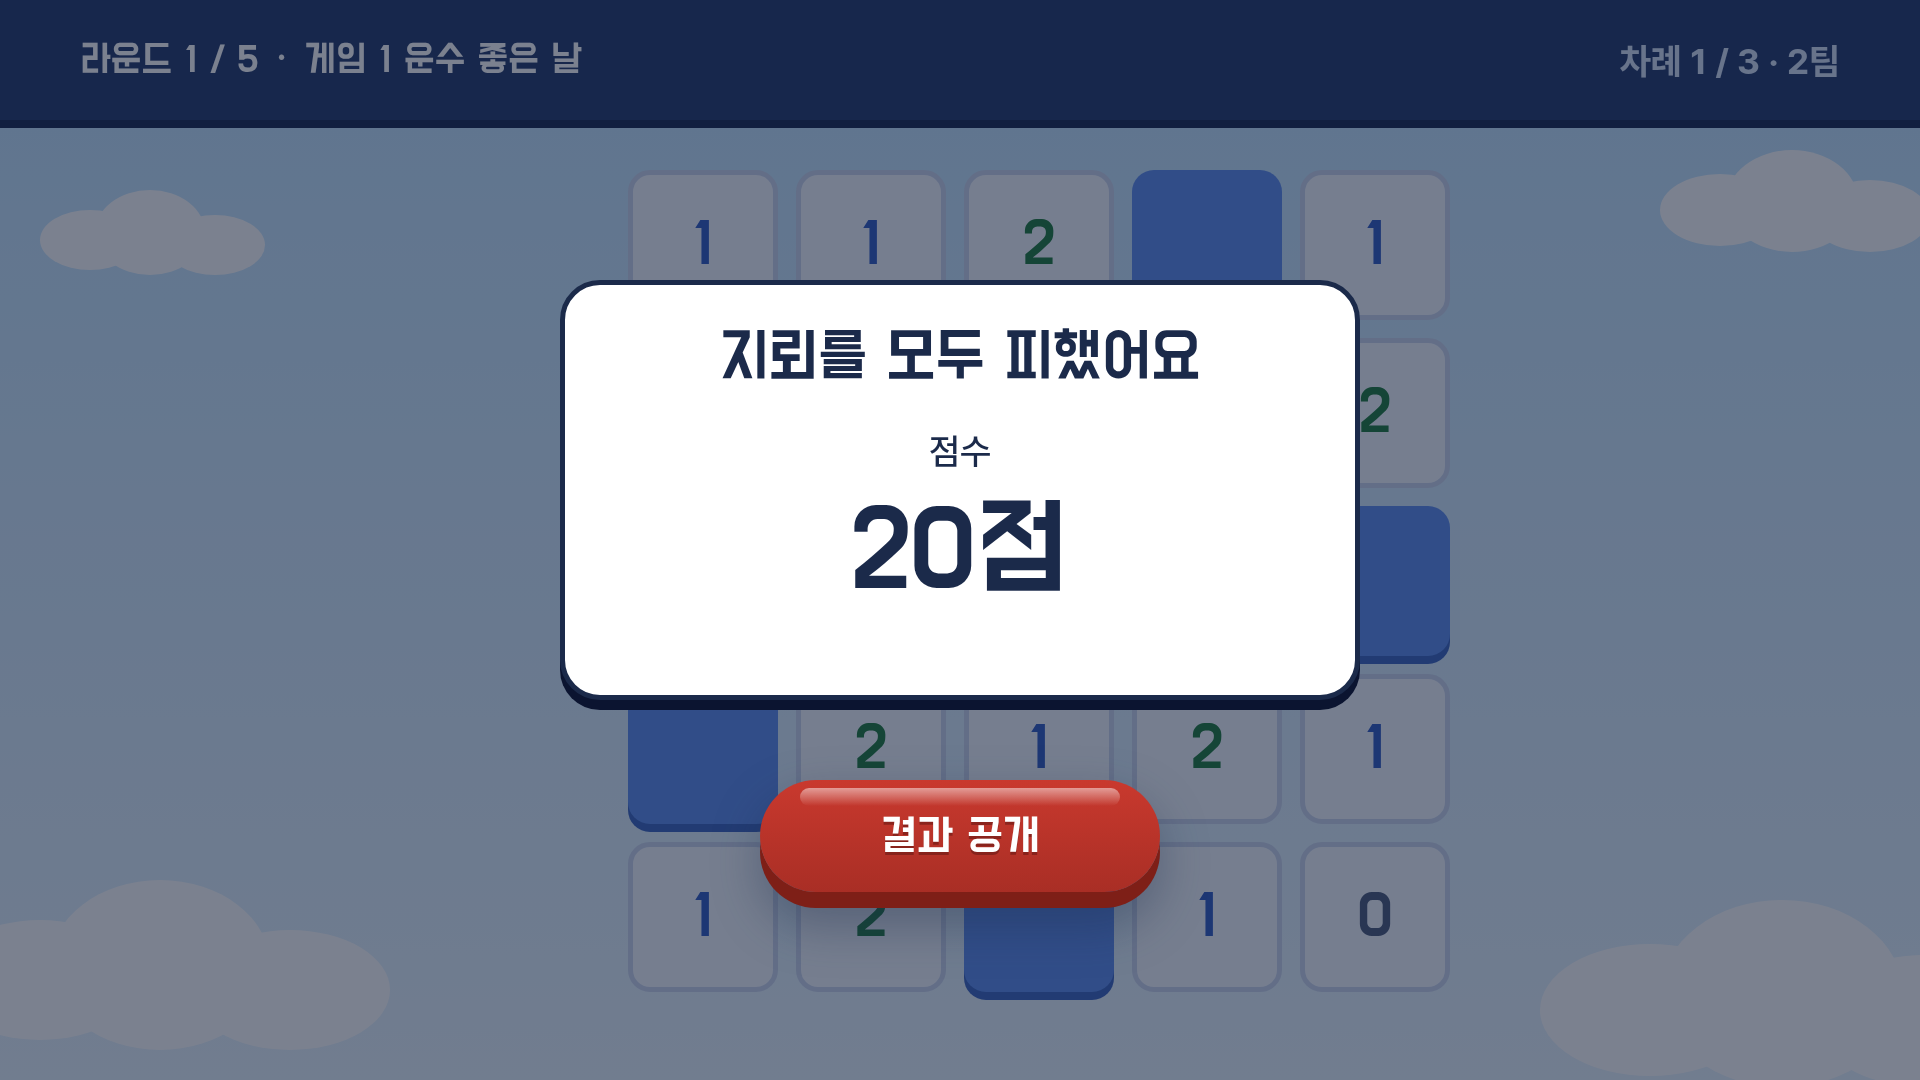 라운드 1 / 5 · 게임 1 운수 좋은 날
차례 1 / 3 · 2팀
1 1 2 1
지뢰를 모두 피했어요
2
점수
20점
2 1 2 1
결과 공개
1 2 1 0